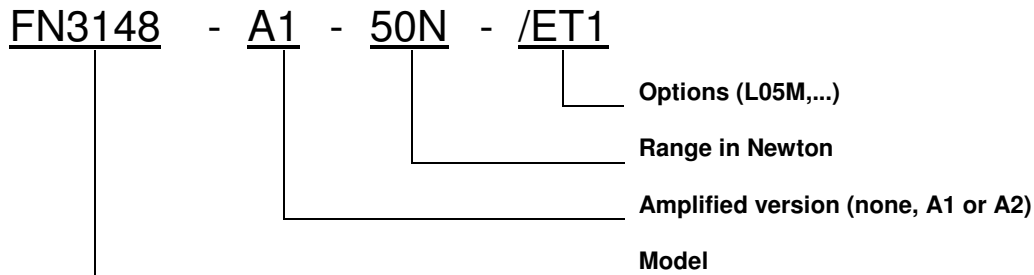 FN3148 - A1 - 50N - /ET1
Options (L05M,...)
Range in Newton
Amplified version (none, A1 or A2)
Model